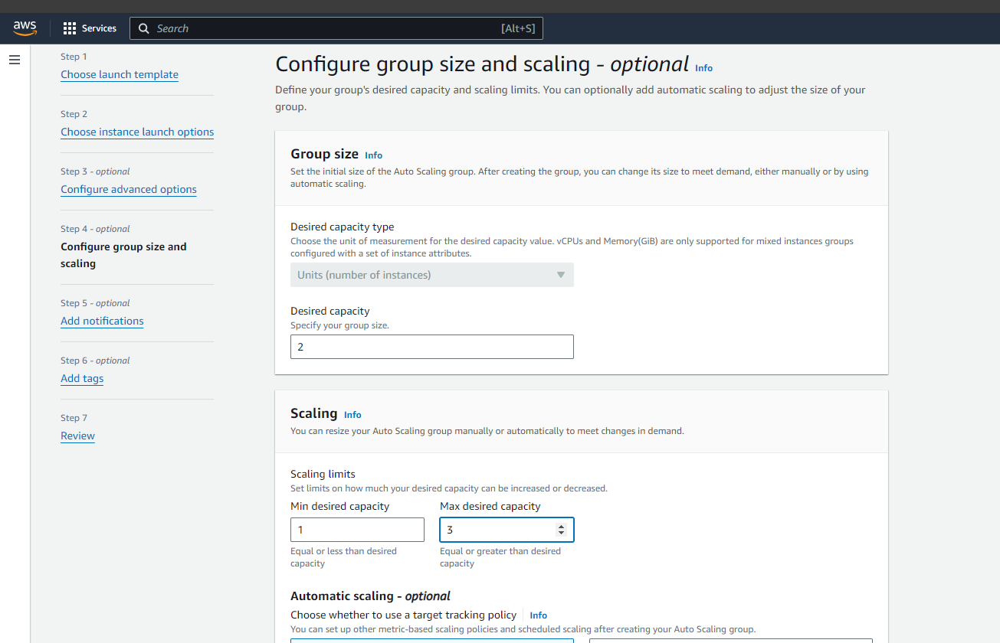 aws
Services
Search
[Alt+S]
Step 1
Choose launch template
Step 2
Choose instance launch options
Step 3 - optional
Configure advanced options
Step 4 - optional
Configure group size and
scaling
Step 5 - optional
Add notifications
Step 6 - optional
Add tags
Step 7
Review
Configure group size and scaling - optional Info
Define your group's desired capacity and scaling limits. You can optionally add automatic scaling to adjust the size of your
group.
Group size Info
Set the initial size of the Auto Scaling group. After creating the group, you can change its size to meet demand, either manually or by using
automatic scaling.
Desired capacity type
Choose the unit of measurement for the desired capacity value. vCPUs and Memory(GiB) are only supported for mixed instances groups
configured with a set of instance attributes.
Units (number of instances)
Desired capacity
Specify your group size.
2
Scaling Info
You can resize your Auto Scaling group manually or automatically to meet changes in demand.
Scaling limits
Set limits on how much your desired capacity can be increased or decreased.
Min desired capacity
1
Equal or less than desired
capacity
Max desired capacity
3
Equal or greater than desired
capacity
Automatic scaling - optional
Choose whether to use a target tracking policy Info
You can set up other metric-based scaling policies and scheduled scaling after creating your Auto Scaling group.